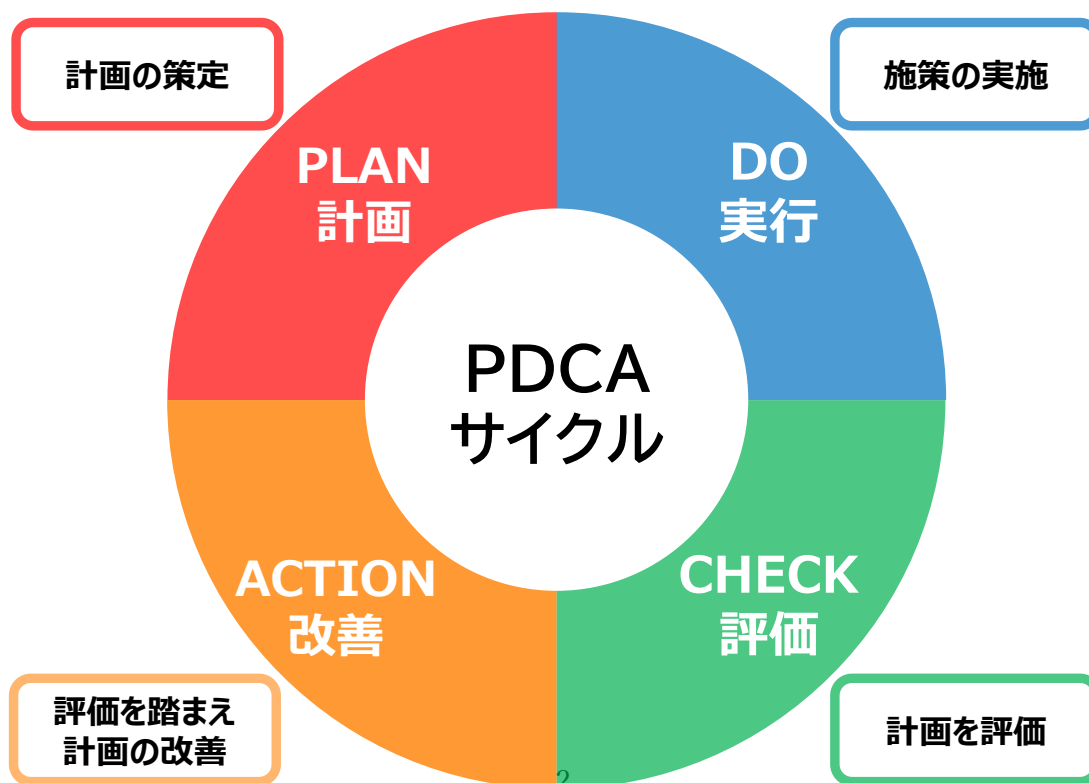 計画の策定
施策の実施
PLAN
計画
DO
実行
PDCA
サイクル
ACTION
改善
CHECK
評価
評価を踏まえ
計画の改善
計画を評価
2